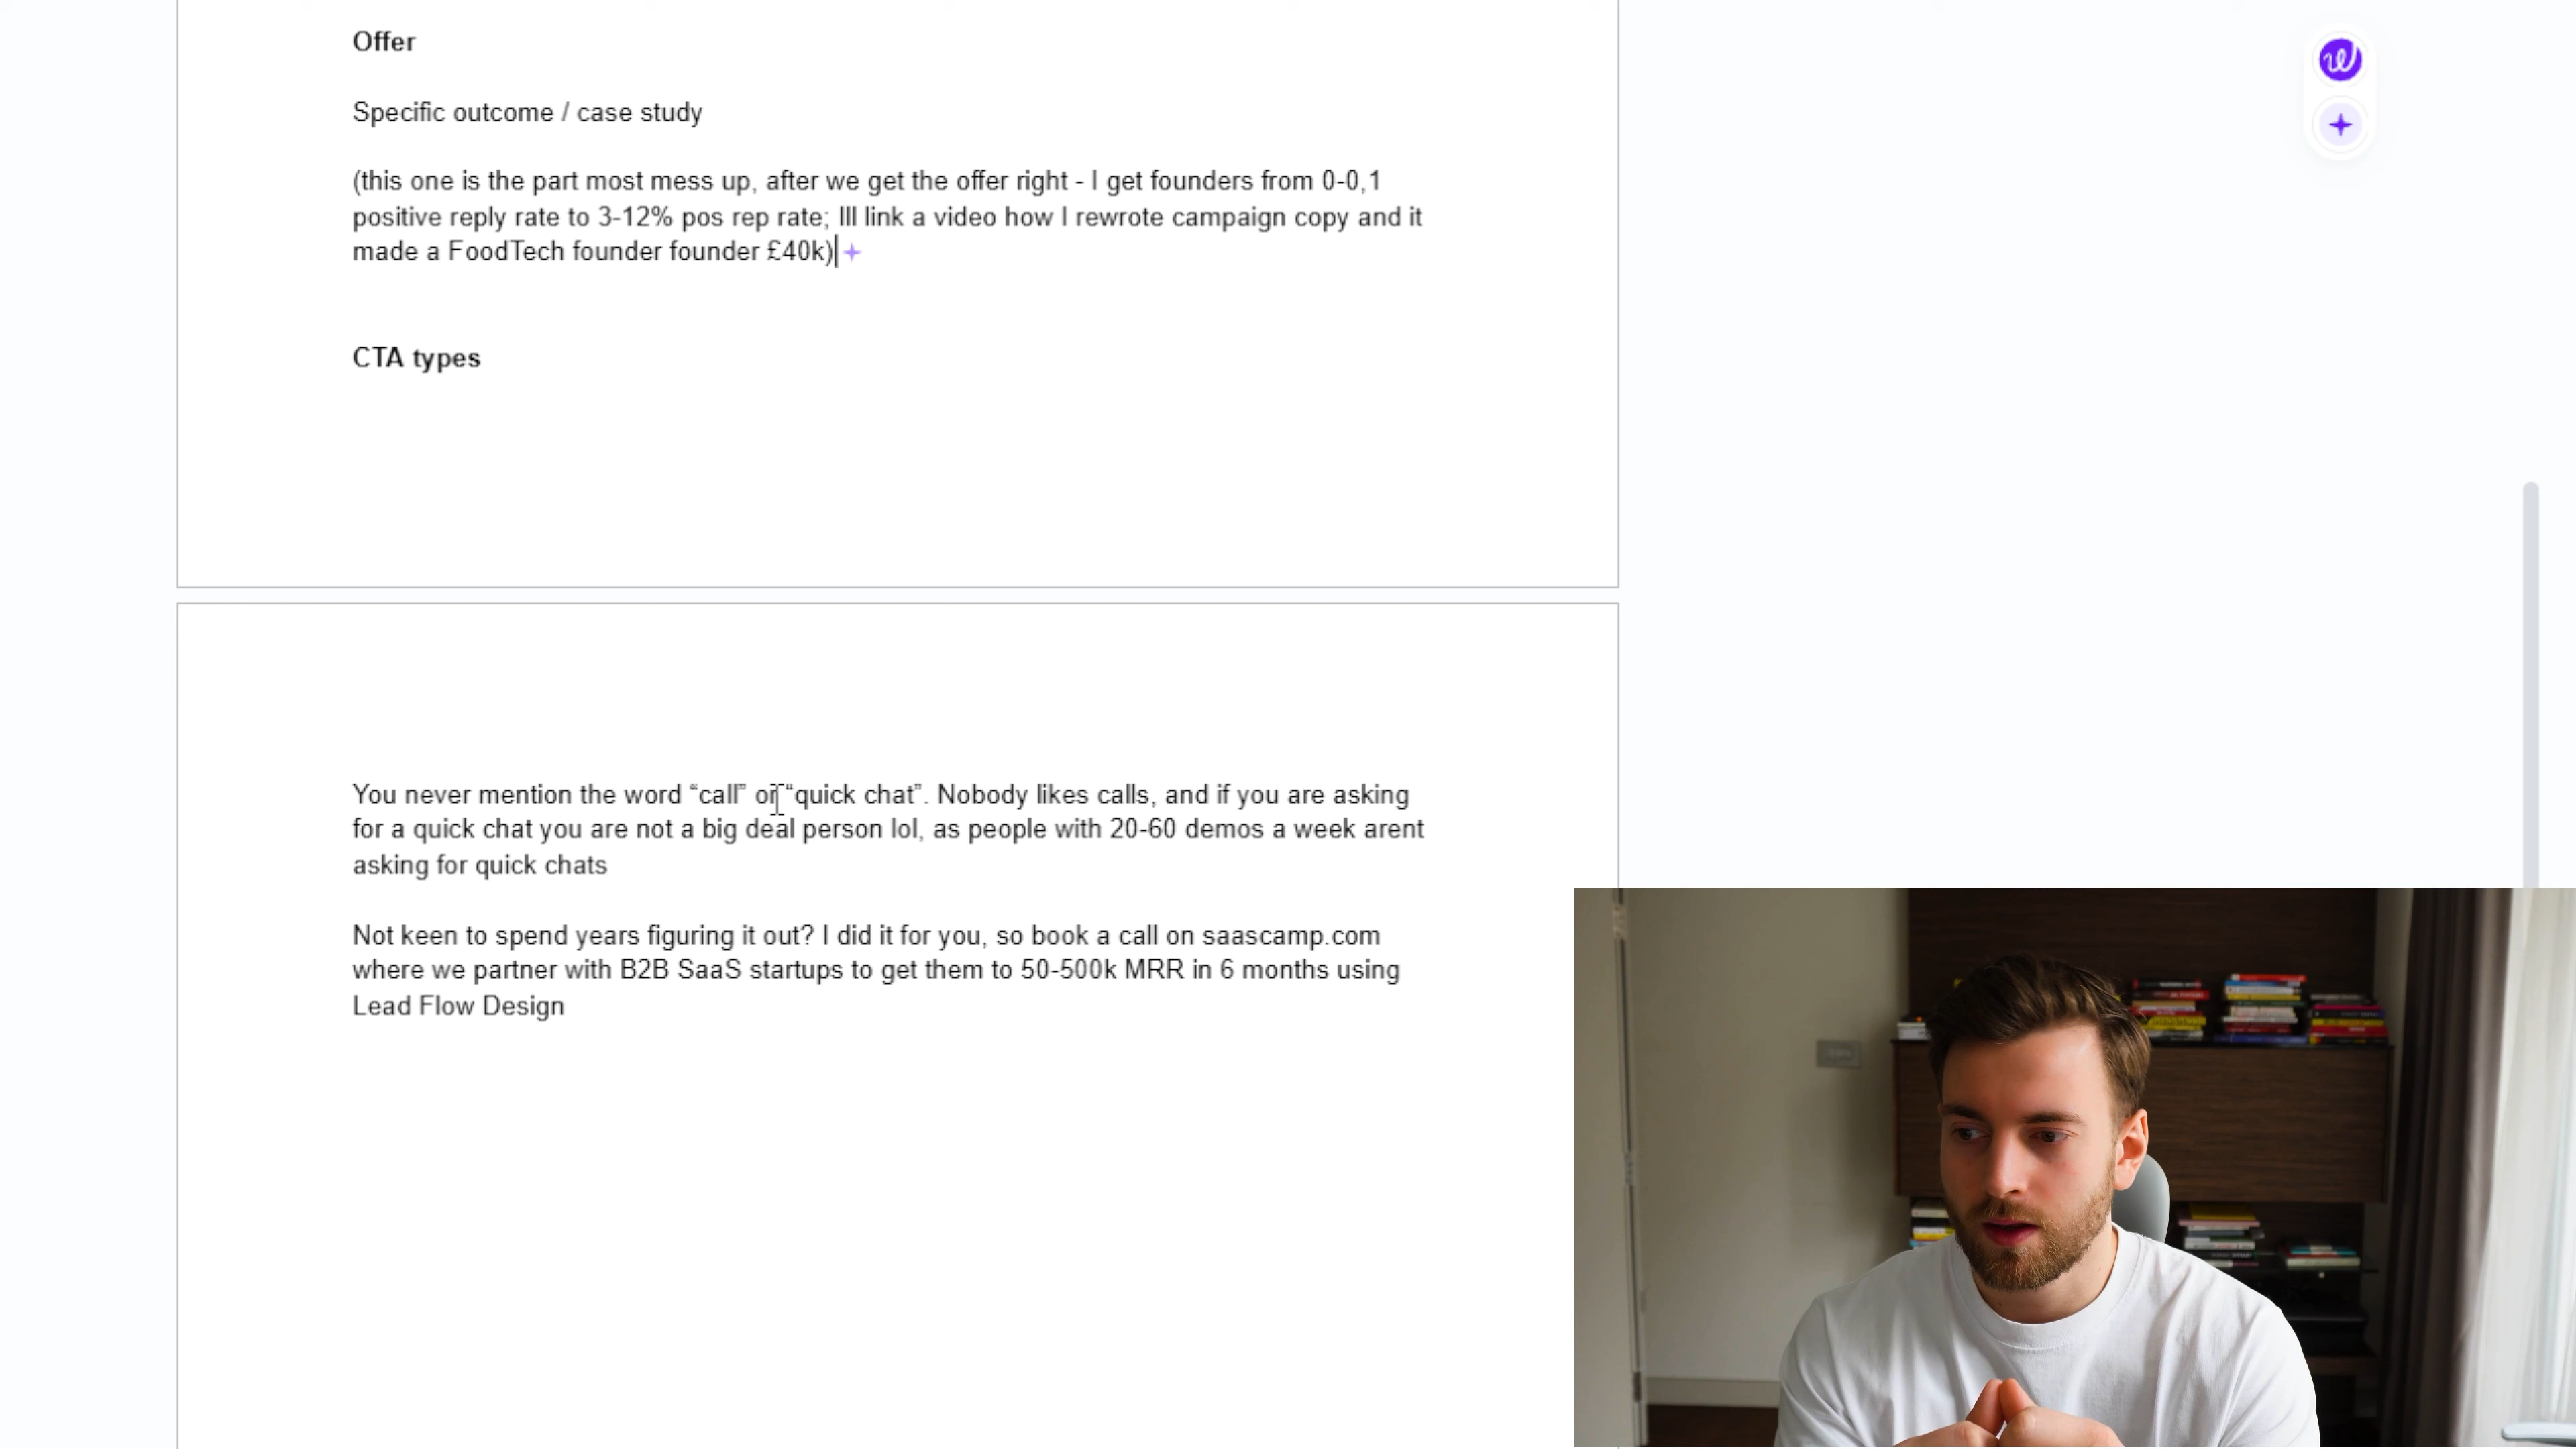 Offer
Specific outcome / case study
(this one is the part most mess up, after we get the offer right - I get founders from 0-0,1
positive reply rate to 3-12% pos rep rate; Ill link a video how I rewrote campaign copy and it
made a FoodTech founder founder £40k)
CTA types
You never mention the word “call” or “quick chat”. Nobody likes calls, and if you are asking
for a quick chat you are not a big deal person lol, as people with 20-60 demos a week arent
asking for quick chats
Not keen to spend years figuring it out? I did it for you, so book a call on saascamp.com
where we partner with B2B SaaS startups to get them to 50-500k MRR in 6 months using
Lead Flow Design